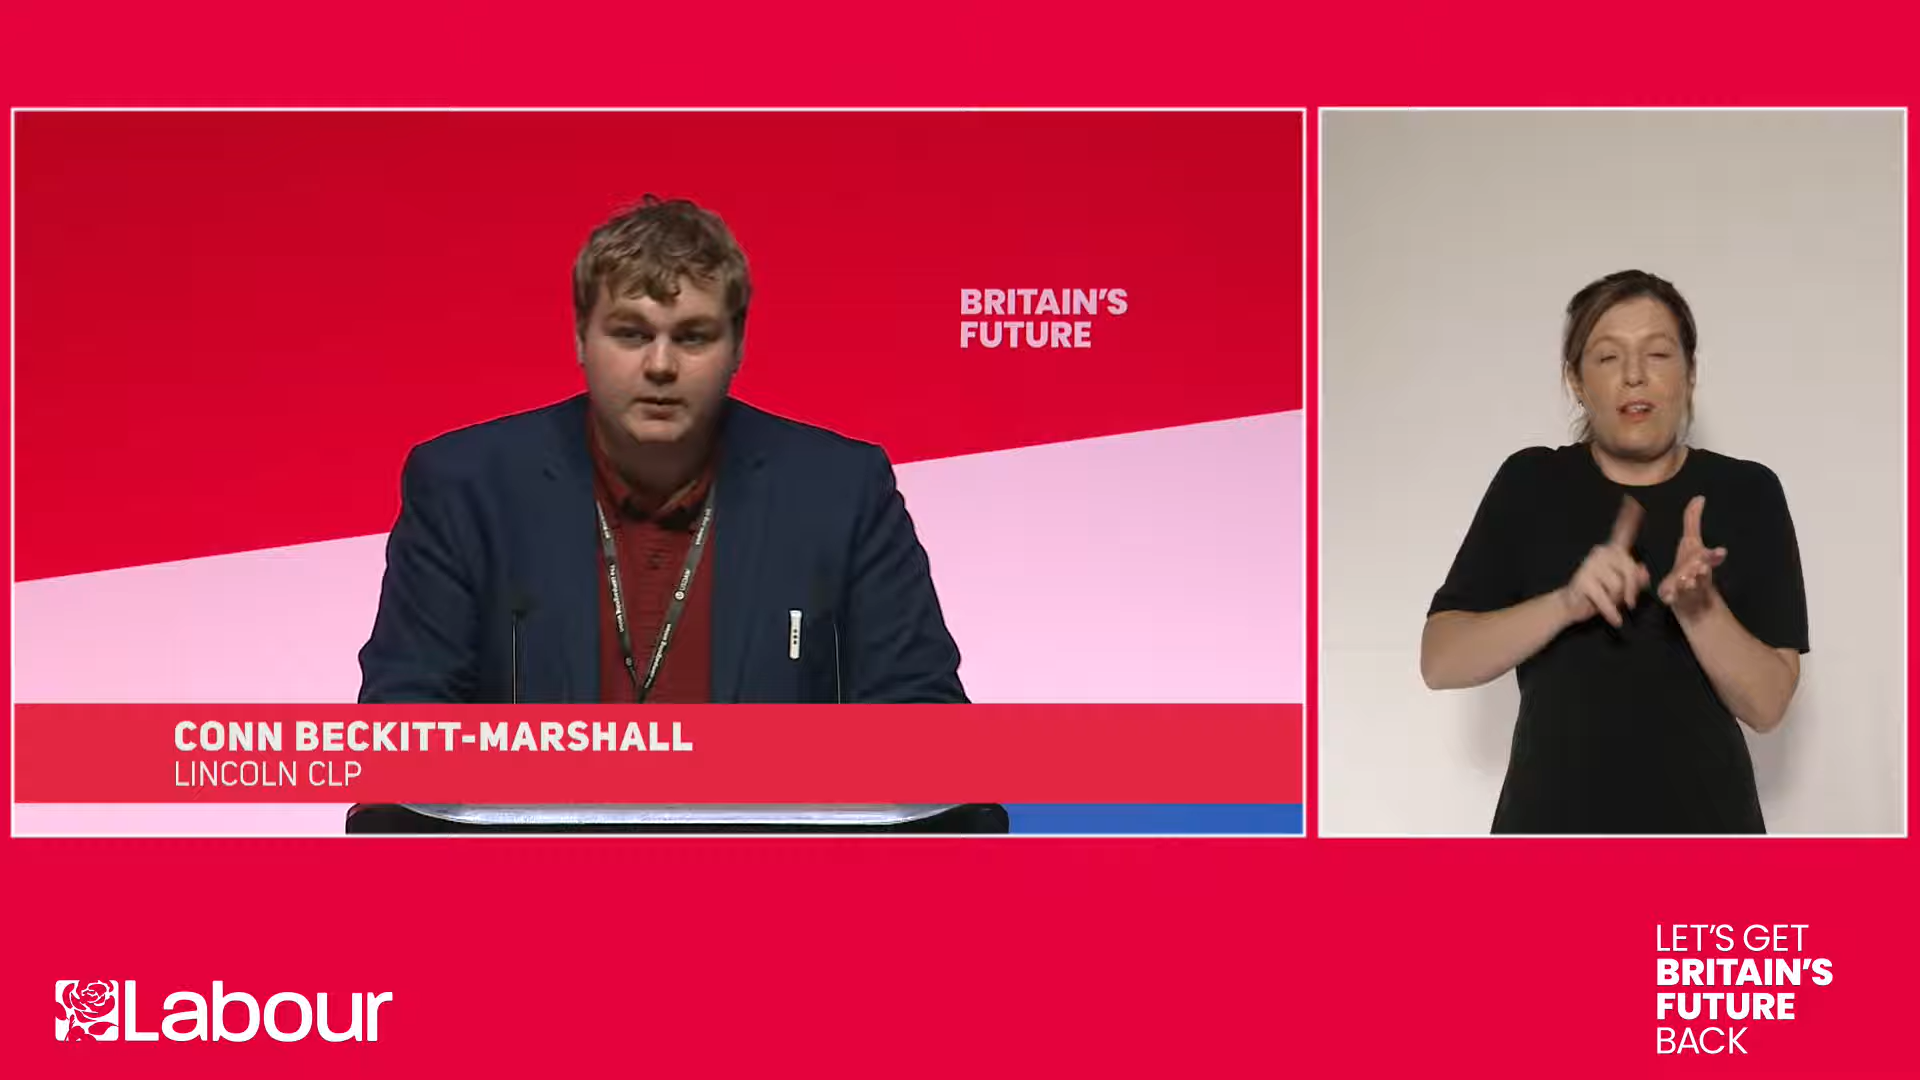 BRITAIN'S
FUTURE
CONN BECKITT-MARSHALL
LINCOLN CLP
Labour
LET'S GET
BRITAIN'S
FUTURE
BACK